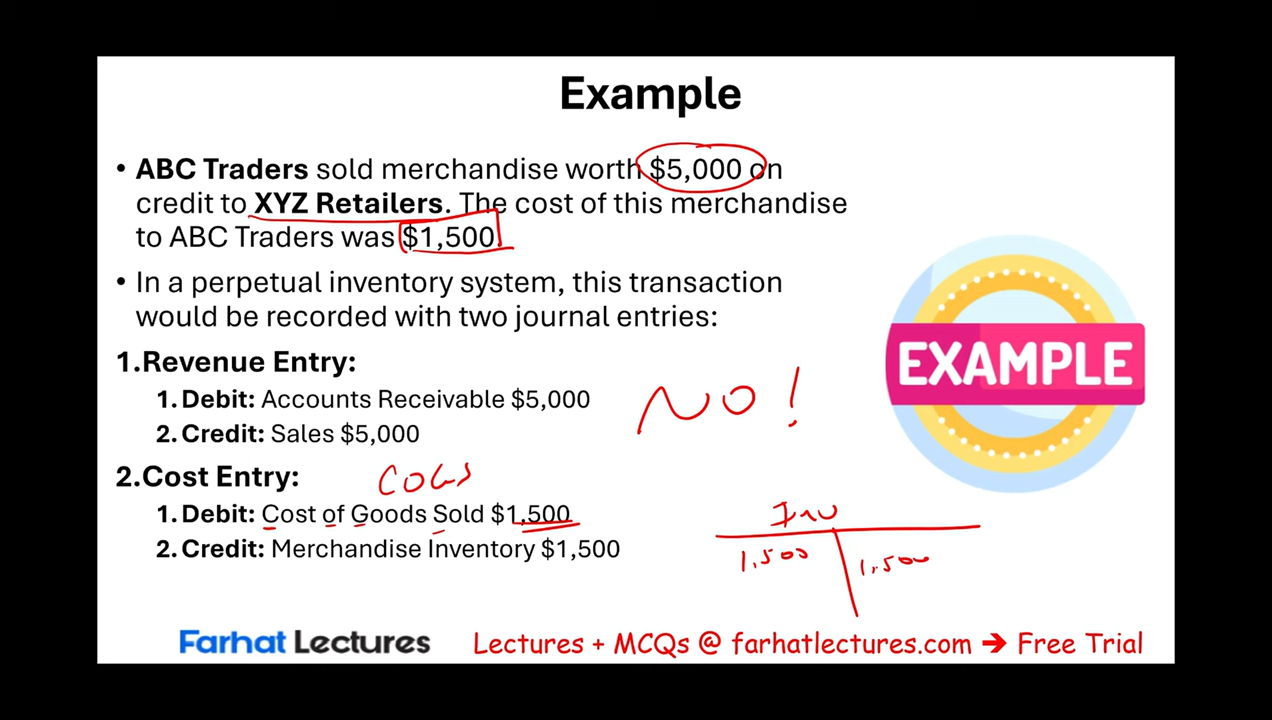 Example
• ABC Traders sold merchandise worth $5,000 on
credit to XYZ Retailers. The cost of this merchandise
to ABC Traders was $1,500.
• In a perpetual inventory system, this transaction
would be recorded with two journal entries:
1.Revenue Entry:
1. Debit: Accounts Receivable $5,000
2. Credit: Sales $5,000
NO!
EXAMPLE
2.Cost Entry:
COGS
1. Debit: Cost of Goods Sold $1,500
2. Credit: Merchandise Inventory $1,500
Inv
1,500 1,500
Farhat Lectures
Lectures + MCQs @ farhatlectures.com ➔ Free Trial